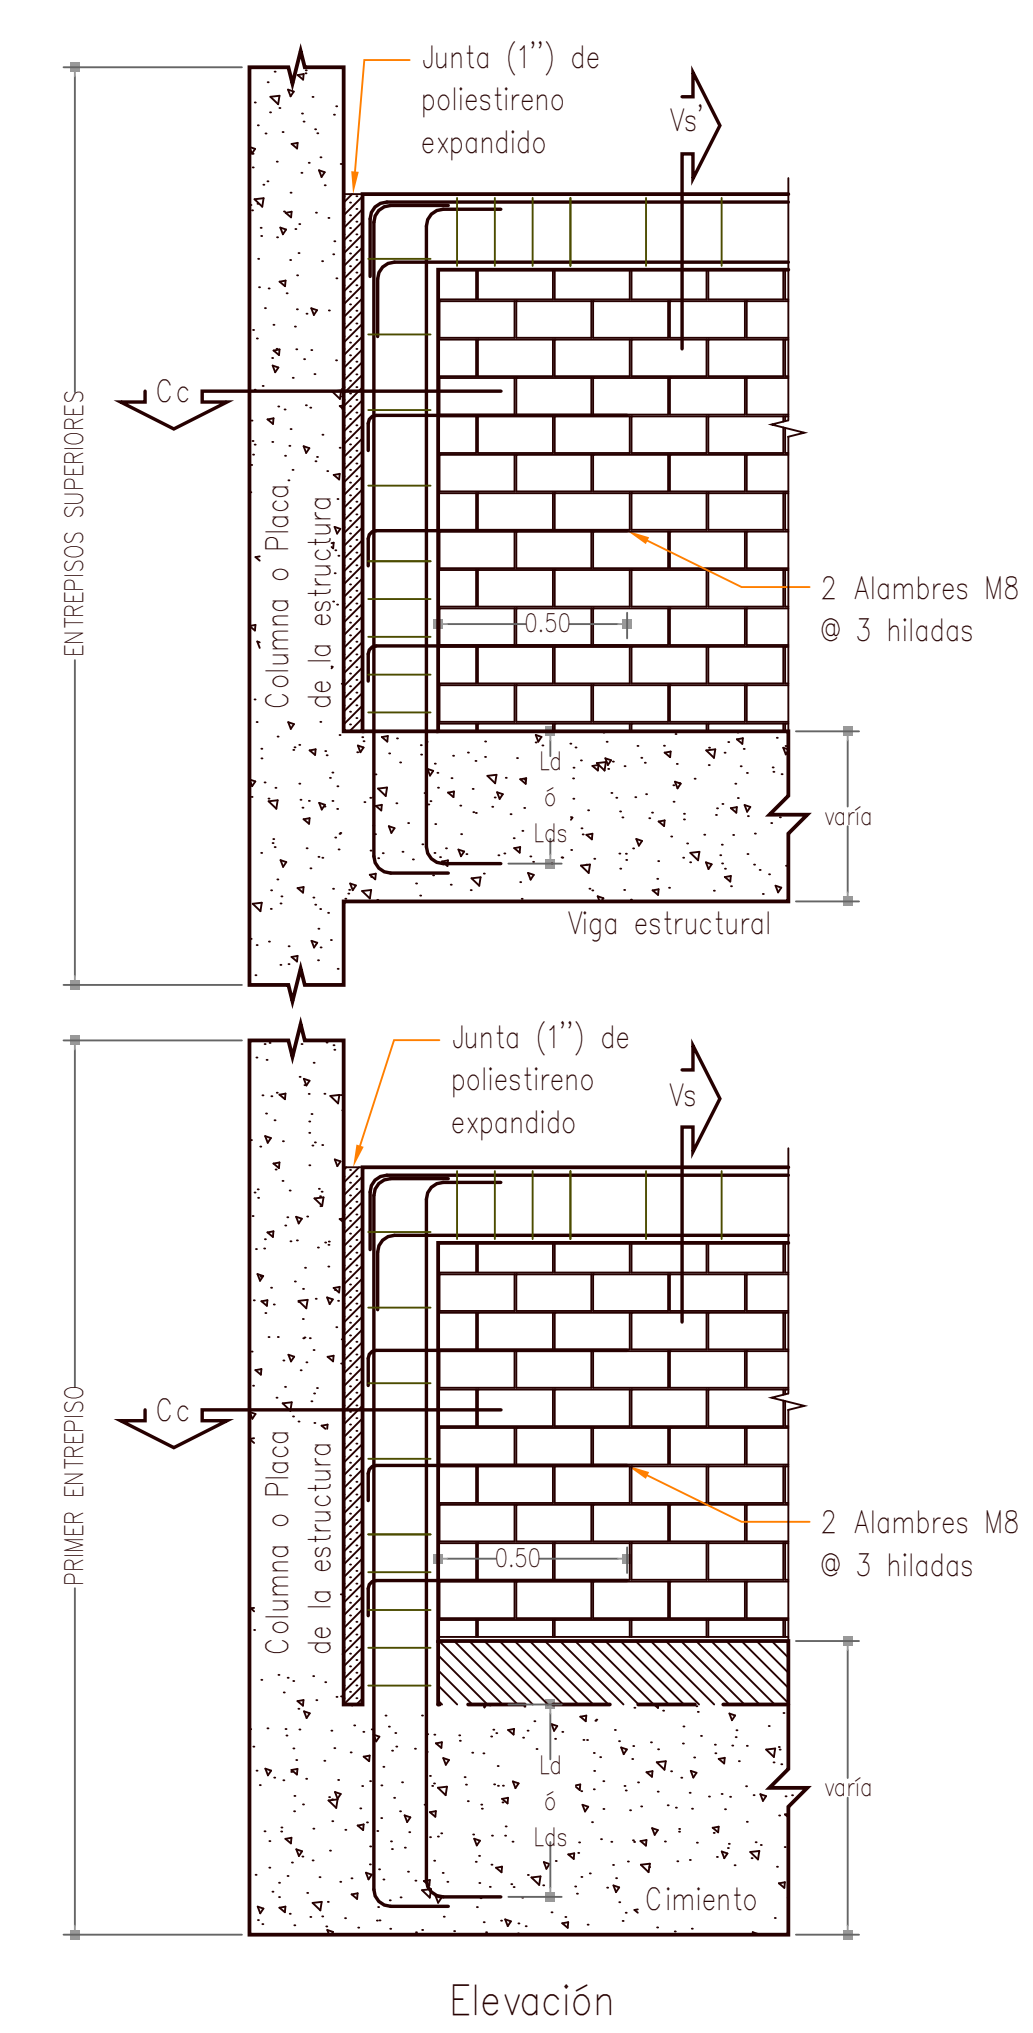 Junta (1'') de
poliestireno
expandido
Vs'
Cc
ENTREPISOS SUPERIORES
Columna o Placa
de la estructura
2 Alambres M8
@ 3 hiladas
0.50
Ld
ó
Lds
varía
Viga estructural
Junta (1'') de
poliestireno
expandido
Vs
Cc
PRIMER ENTREPISO
Columna o Placa
de la estructura
2 Alambres M8
@ 3 hiladas
0.50
Ld
ó
Lds
varía
Cimiento
Elevación